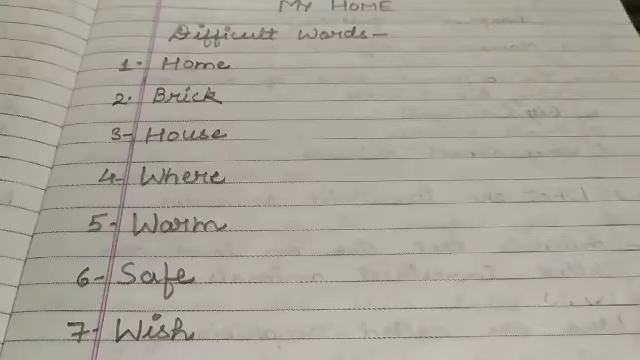 My Home
Difficult Words-
1. Home
2. Brick
3- House
4- Where
5- Warm
6- Safe
7- Wish